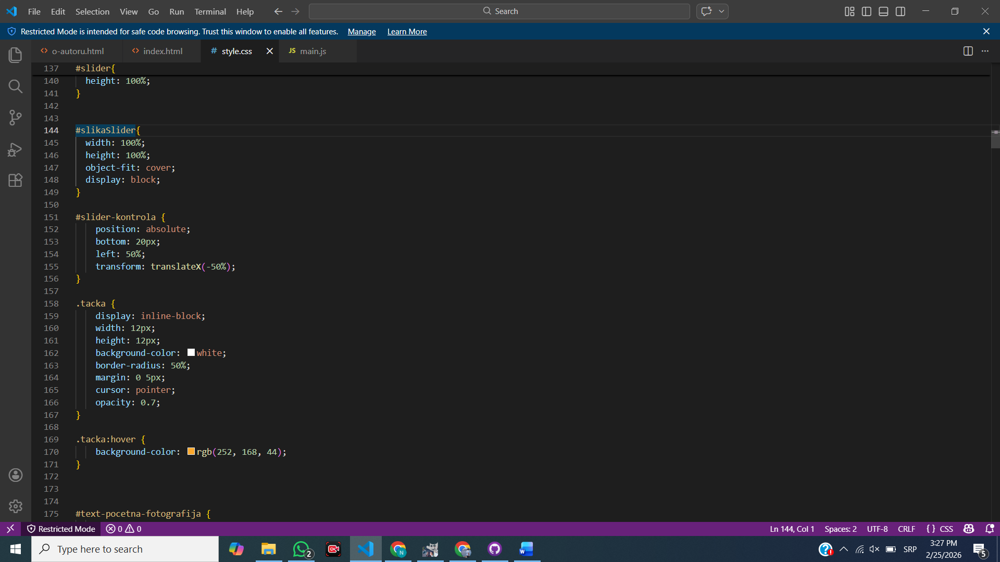 File Edit Selection View Go Run Terminal Help Search
Restricted Mode is intended for safe code browsing. Trust this window to enable all features. Manage Learn More
o-autoru.html index.html # style.css JS main.js
137 #slider{
140 height: 100%;
141 }
142
143
144 #slikaSlider{
145 width: 100%;
146 height: 100%;
147 object-fit: cover;
148 display: block;
149 }
150
151 #slider-kontrola {
152 position: absolute;
153 bottom: 20px;
154 left: 50%;
155 transform: translateX(-50%);
156 }
157
158 .tacka {
159 display: inline-block;
160 width: 12px;
161 height: 12px;
162 background-color: white;
163 border-radius: 50%;
164 margin: 0 5px;
165 cursor: pointer;
166 opacity: 0.7;
167 }
168
169 .tacka:hover {
170 background-color: rgb(252, 168, 44);
171 }
172
173
174
175 #text-pocetna-fotografija {
Restricted Mode 0 0 Ln 144, Col 1 Spaces: 2 UTF-8 CRLF {} CSS
Type here to search 2 N W SRP 3:27 PM
2/25/2026 5